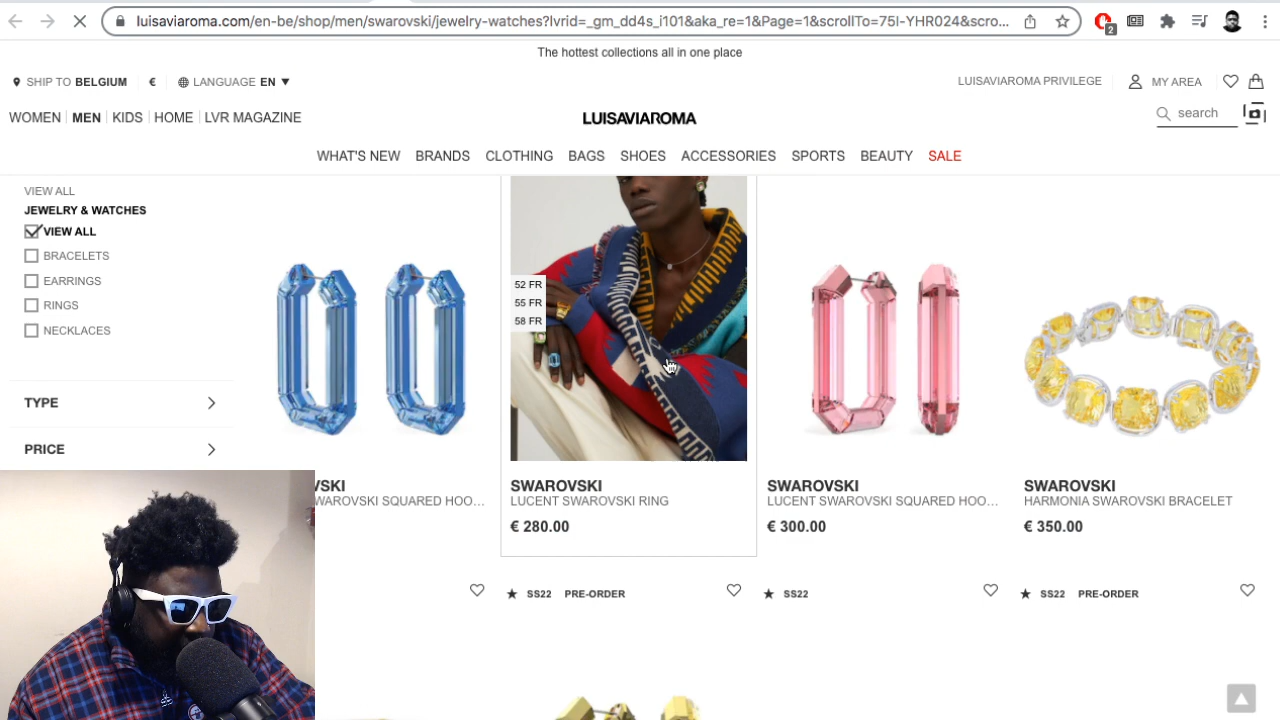 luisaviaroma.com/en-be/shop/men/swarovski/jewelry-watches?lvrid=_gm_dd4s_i101&aka_re=1&Page=1&scrollTo=75I-YHR024&scro...
2
The hottest collections all in one place
SHIP TO BELGIUM € LANGUAGE EN
LUISAVIAROMA PRIVILEGE MY AREA
WOMEN MEN KIDS HOME LVR MAGAZINE
LUISAVIAROMA
search
WHAT'S NEW BRANDS CLOTHING BAGS SHOES ACCESSORIES SPORTS BEAUTY SALE
VIEW ALL
JEWELRY & WATCHES
VIEW ALL
BRACELETS
EARRINGS
RINGS
NECKLACES
TYPE
PRICE
52 FR
55 FR
58 FR
VSKI
WAROVSKI SQUARED HOO...
SWAROVSKI
LUCENT SWAROVSKI RING
€ 280.00
SWAROVSKI
LUCENT SWAROVSKI SQUARED HOO...
€ 300.00
SWAROVSKI
HARMONIA SWAROVSKI BRACELET
€ 350.00
SS22 PRE-ORDER
SS22
SS22 PRE-ORDER